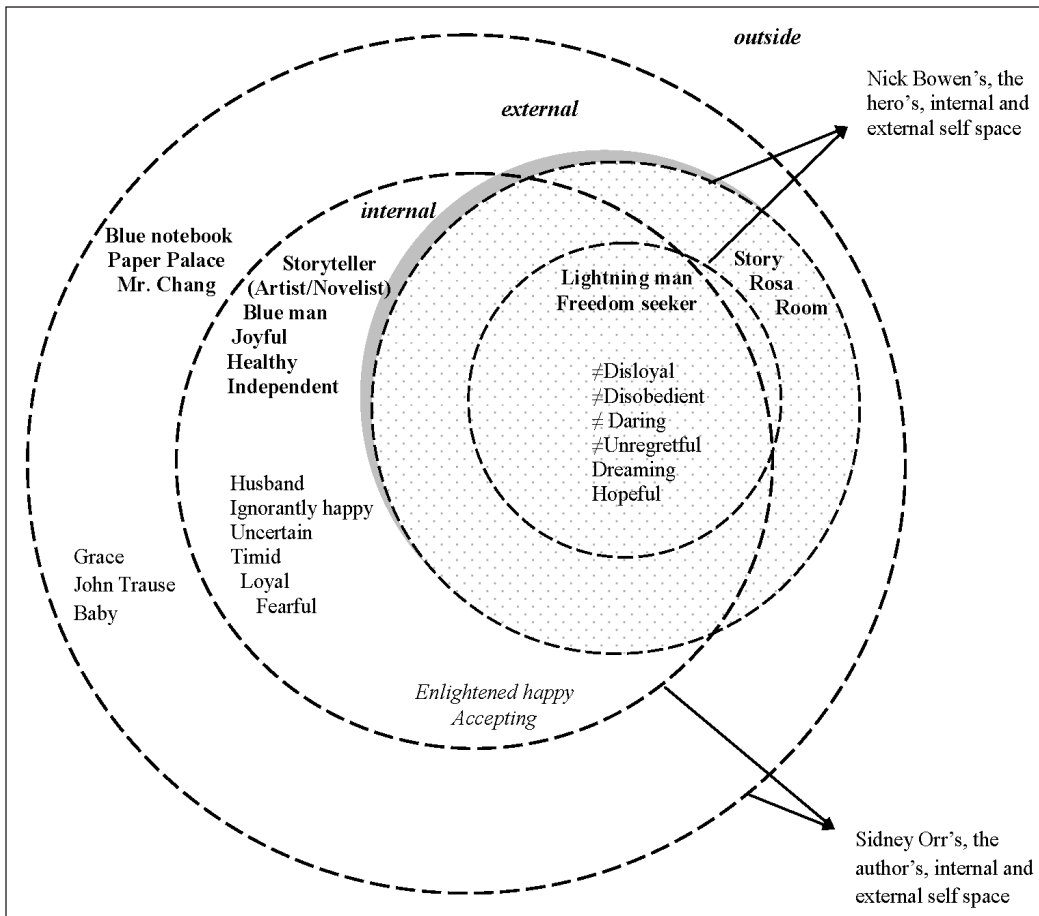 outside
Nick Bowen's, the
hero's, internal and
external self space
external
internal
Blue notebook
Paper Palace
Mr. Chang
Storyteller
(Artist/Novelist)
Blue man
Joyful
Healthy
Independent
Lightning man
Freedom seeker
Story
Rosa
Room
≠Disloyal
≠Disobedient
≠ Daring
≠Unregretful
Dreaming
Hopeful
Husband
Ignorantly happy
Uncertain
Timid
Loyal
Fearful
Grace
John Trause
Baby
Enlightened happy
Accepting
Sidney Orr's, the
author's, internal and
external self space